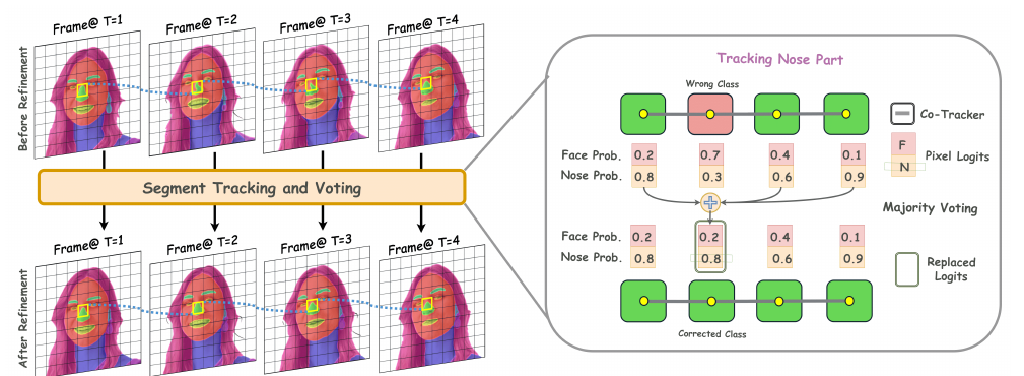 Frame@ T=1
Frame@ T=2
Frame@ T=3
Frame@ T=4
Before Refinement
Segment Tracking and Voting
Frame@ T=1
Frame@ T=2
Frame@ T=3
Frame@ T=4
After Refinement
Tracking Nose Part
Wrong Class
Co-Tracker
Face Prob. 0.2 0.7 0.4 0.1
Nose Prob. 0.8 0.3 0.6 0.9
F
N
Pixel Logits
Majority Voting
Face Prob. 0.2 0.2 0.4 0.1
Nose Prob. 0.8 0.8 0.6 0.9
Replaced
Logits
Corrected Class